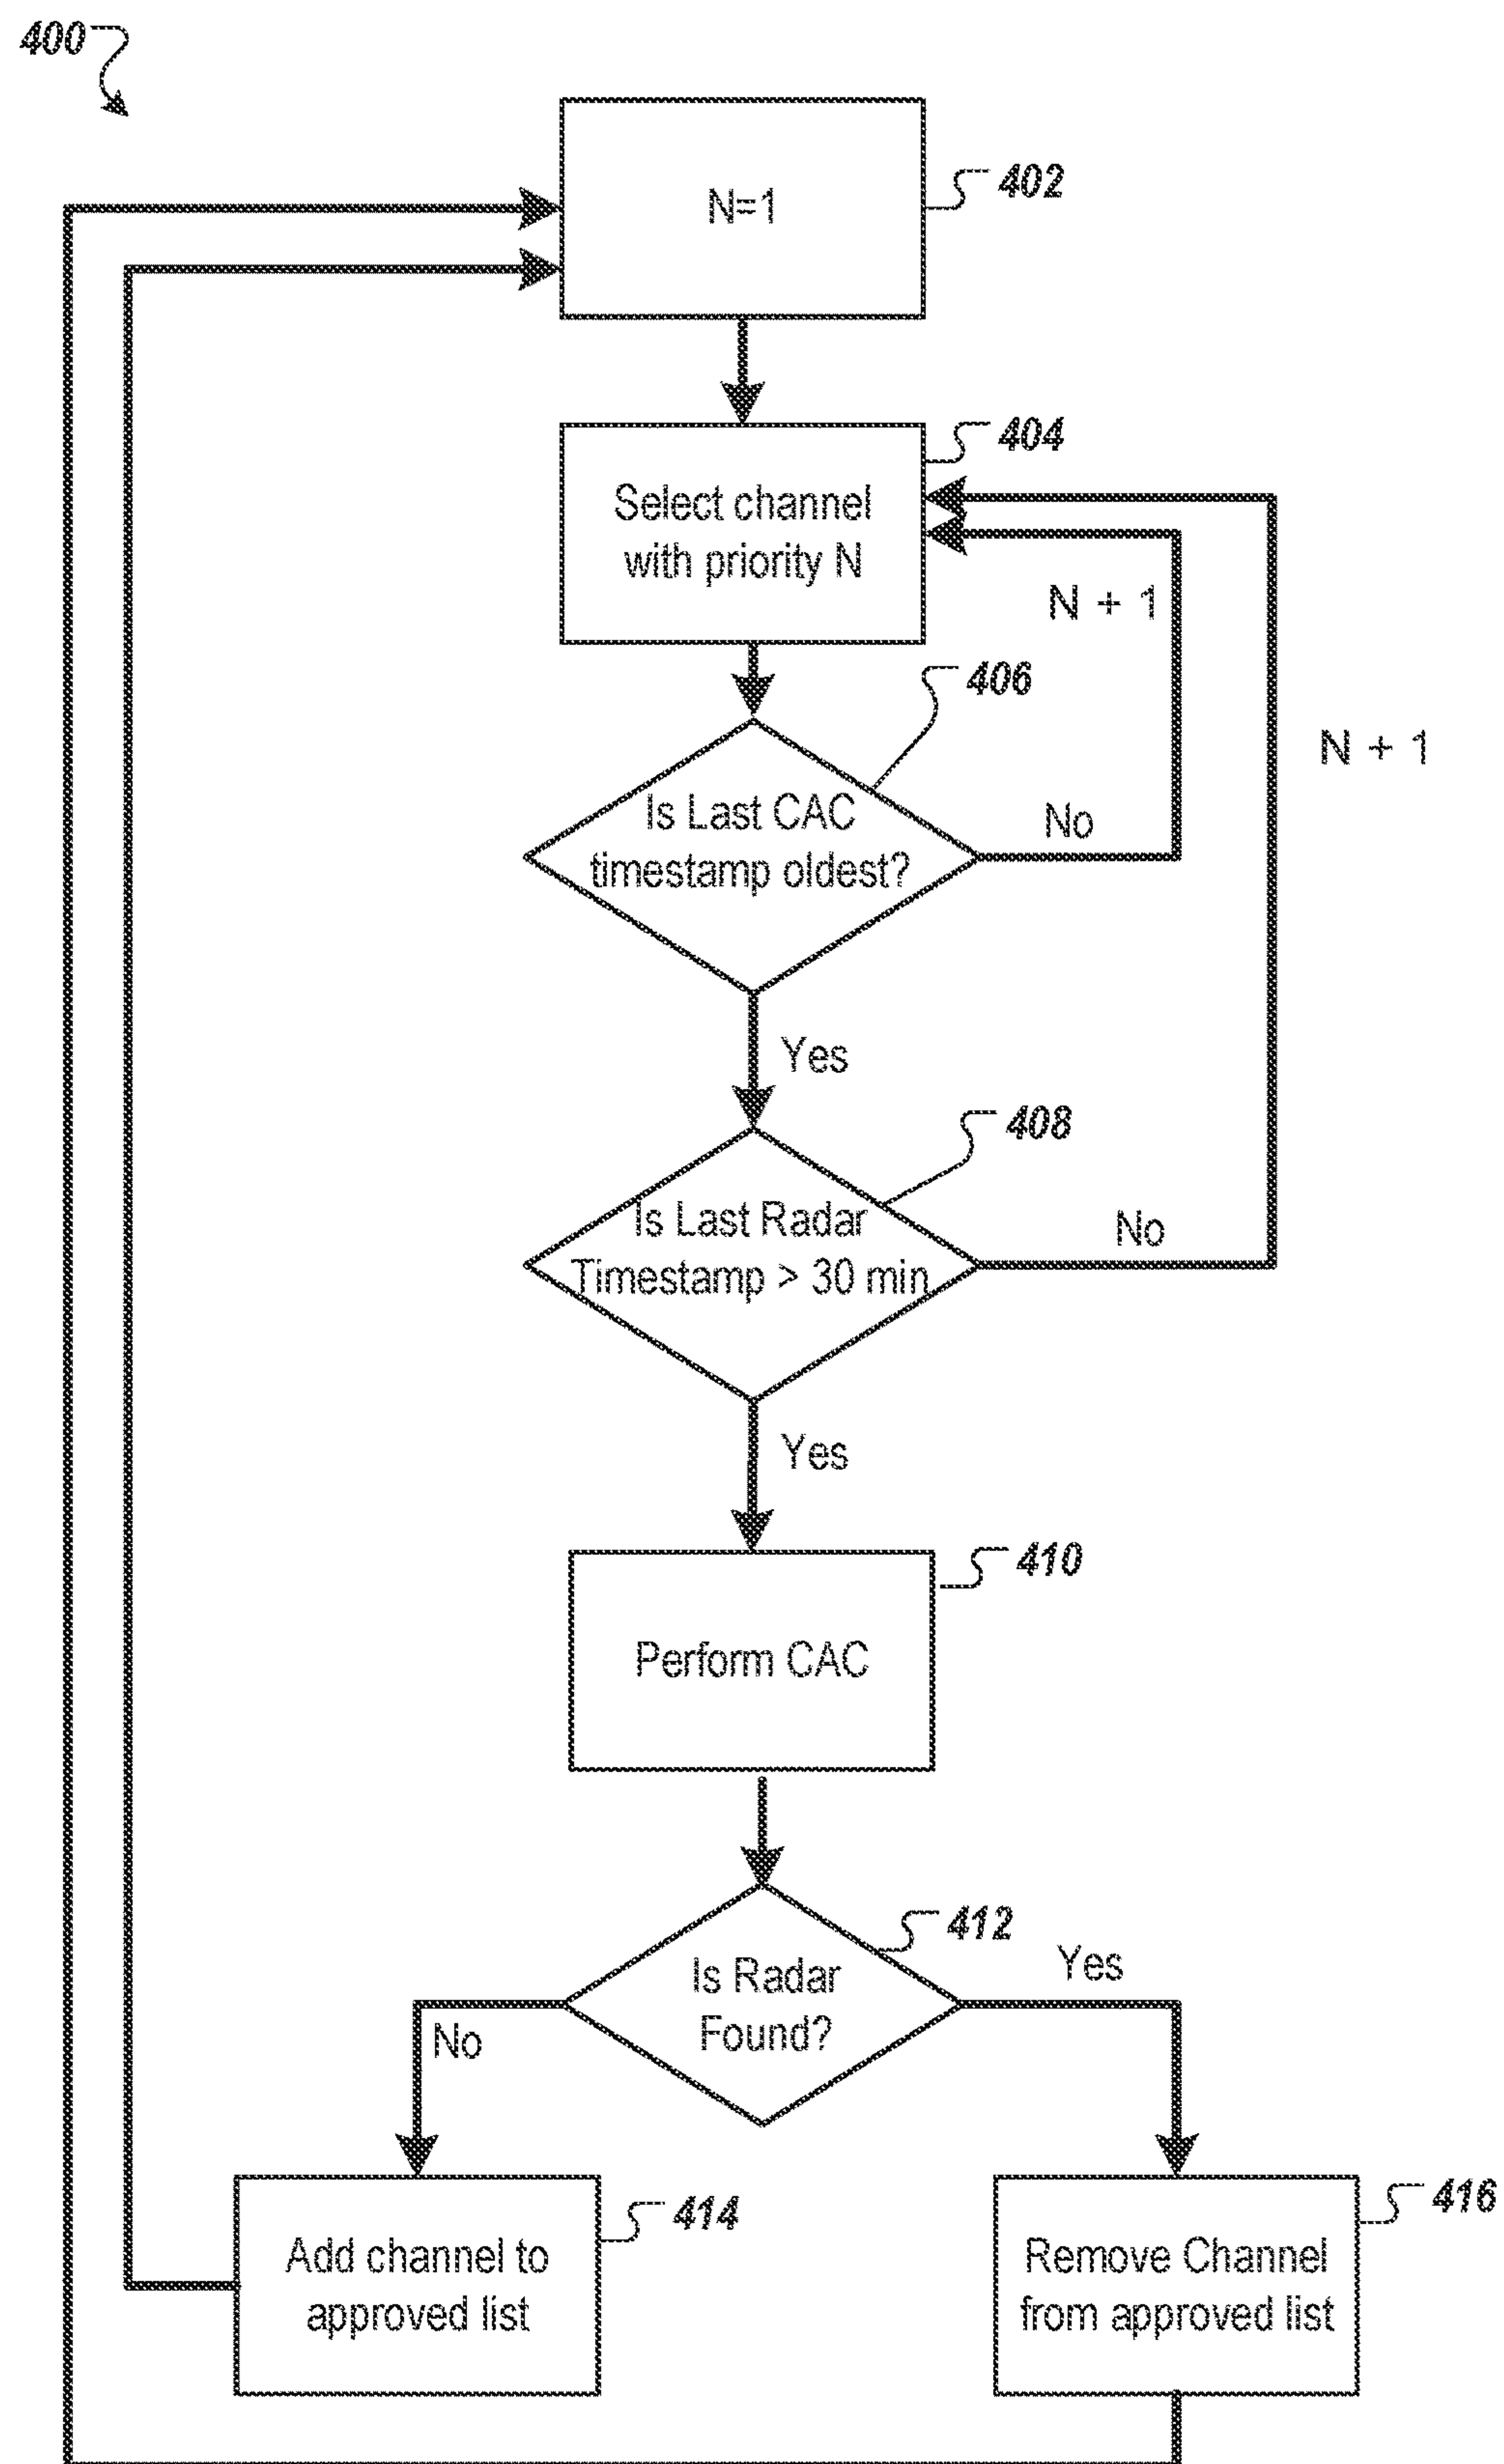 400
N=1
402
404
Select channel
with priority N
N + 1
406
N + 1
Is Last CAC
timestamp oldest?
No
Yes
408
Is Last Radar
Timestamp > 30 min
No
Yes
410
Perform CAC
412
Is Radar
Found?
Yes
No
414
Add channel to
approved list
416
Remove Channel
from approved list